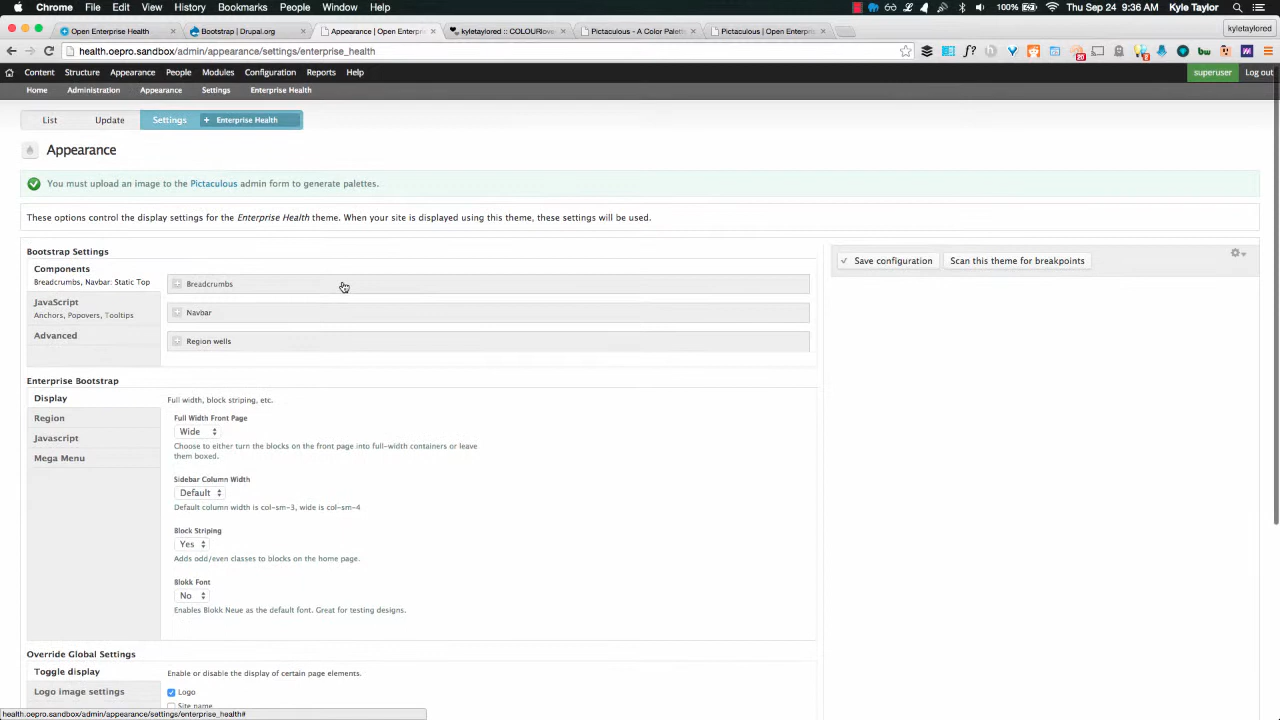 Chrome File Edit View History Bookmarks People Window Help
100% Tue 9:36 AM Kyle Taylor
Open Enterprise Health
Bootstrap | Drupal.org
Appearance | Open Enterpris
kyletaylored :: COLOURlove
Pictaculous - A Color Palett
Pictaculous | Open Enterpr
kyletaylored
health.oepro.sandbox/admin/appearance/settings/enterprise_health
Content Structure Appearance People Modules Configuration Reports Help
superuser Log out
Home Administration Appearance Settings Enterprise Health
List Update Settings + Enterprise Health
Appearance
You must upload an image to the Pictaculous admin form to generate palettes.
These options control the display settings for the Enterprise Health theme. When your site is displayed using this theme, these settings will be used.
Bootstrap Settings
Components
Breadcrumbs, Navbar: Static Top
JavaScript
Anchors, Popovers, Tooltips
Advanced
Breadcrumbs
Navbar
Region wells
Save configuration
Scan this theme for breakpoints
Enterprise Bootstrap
Display
Region
Javascript
Mega Menu
Full width, block striping, etc.
Full Width Front Page
Wide
Choose to either turn the blocks on the front page into full-width containers or leave
them boxed.
Sidebar Column Width
Default
Default column width is col-sm-3, wide is col-sm-4
Block Striping
Yes
Adds odd/even classes to blocks on the home page.
Blokk Font
No
Enables Blokk Neue as the default font. Great for testing designs.
Override Global Settings
Toggle display
Logo image settings
Enable or disable the display of certain page elements.
Logo
Site name
health.oepro.sandbox/admin/appearance/settings/enterprise_health#